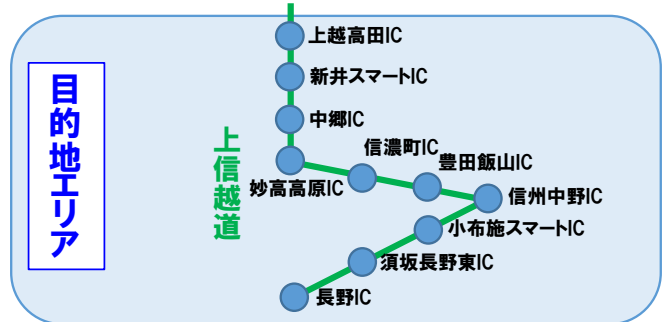 上越高田IC
新井スマートIC
中郷IC
信濃町IC
豊田飯山IC
妙高高原IC
信州中野IC
小布施スマートIC
須坂長野東IC
長野IC
上信越道
目的地エリア